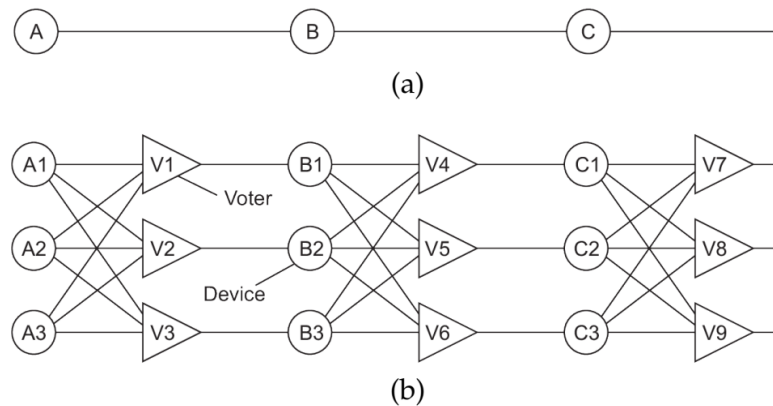 A B C
(a)
A1 V1 B1 V4 C1 V7
Voter
A2 V2 B2 V5 C2 V8
Device
A3 V3 B3 V6 C3 V9
(b)